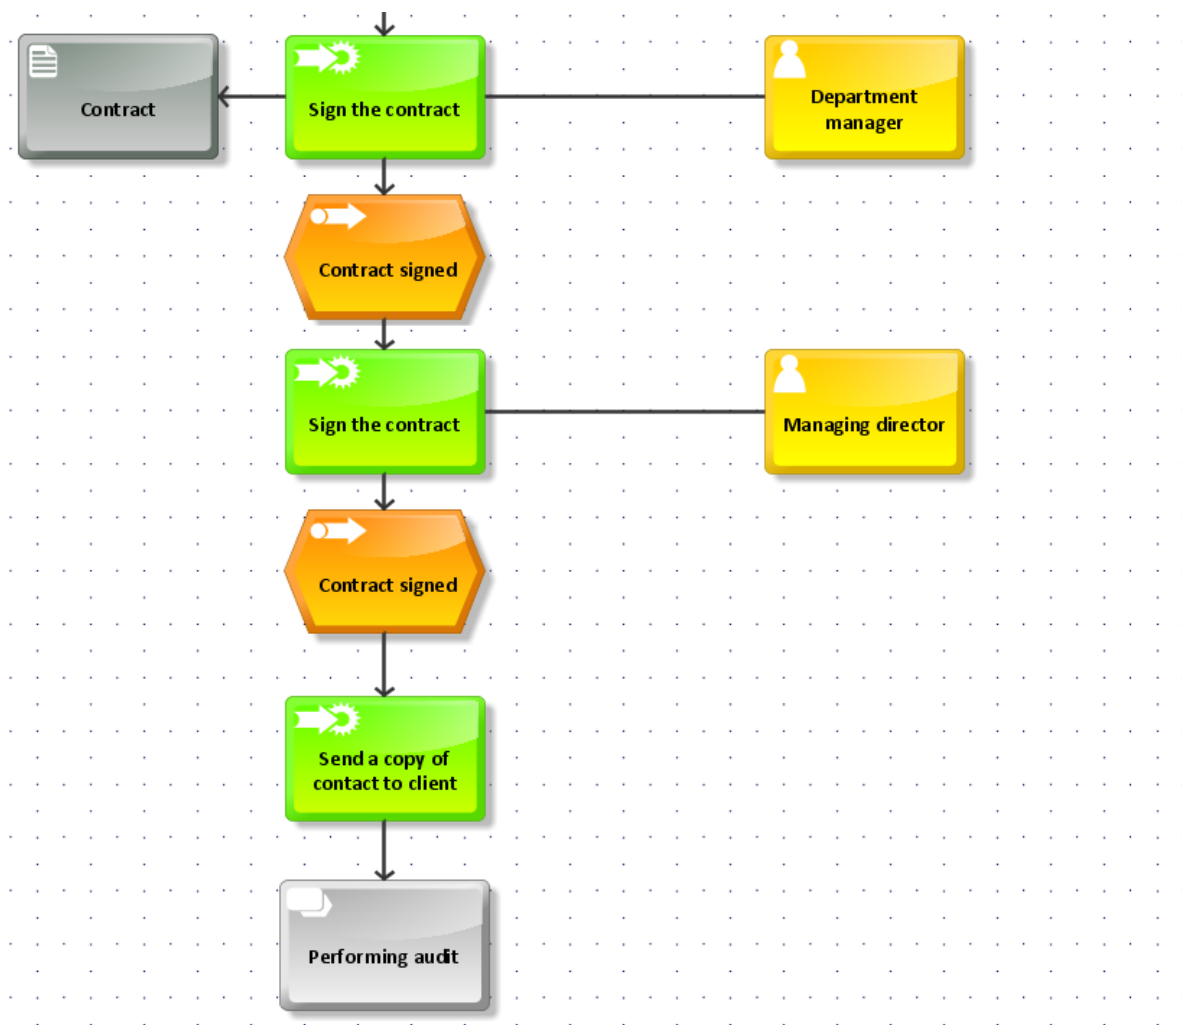 Contract
Sign the contract
Department
manager
Contract signed
Sign the contract
Managing director
Contract signed
Send a copy of
contact to client
Performing audit